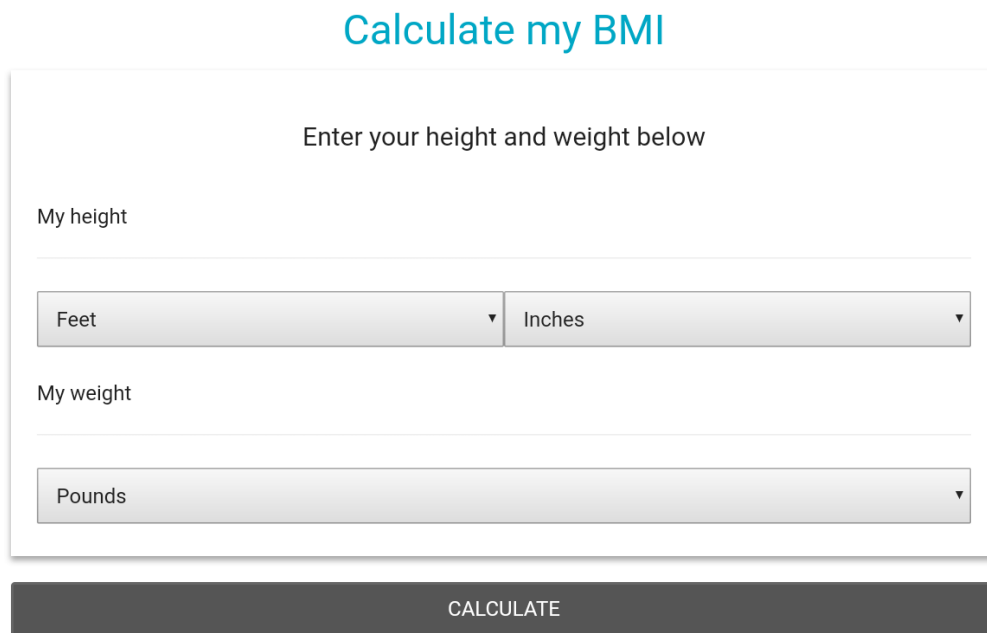 Calculate my BMI
Enter your height and weight below
My height
Feet Inches
My weight
Pounds
CALCULATE